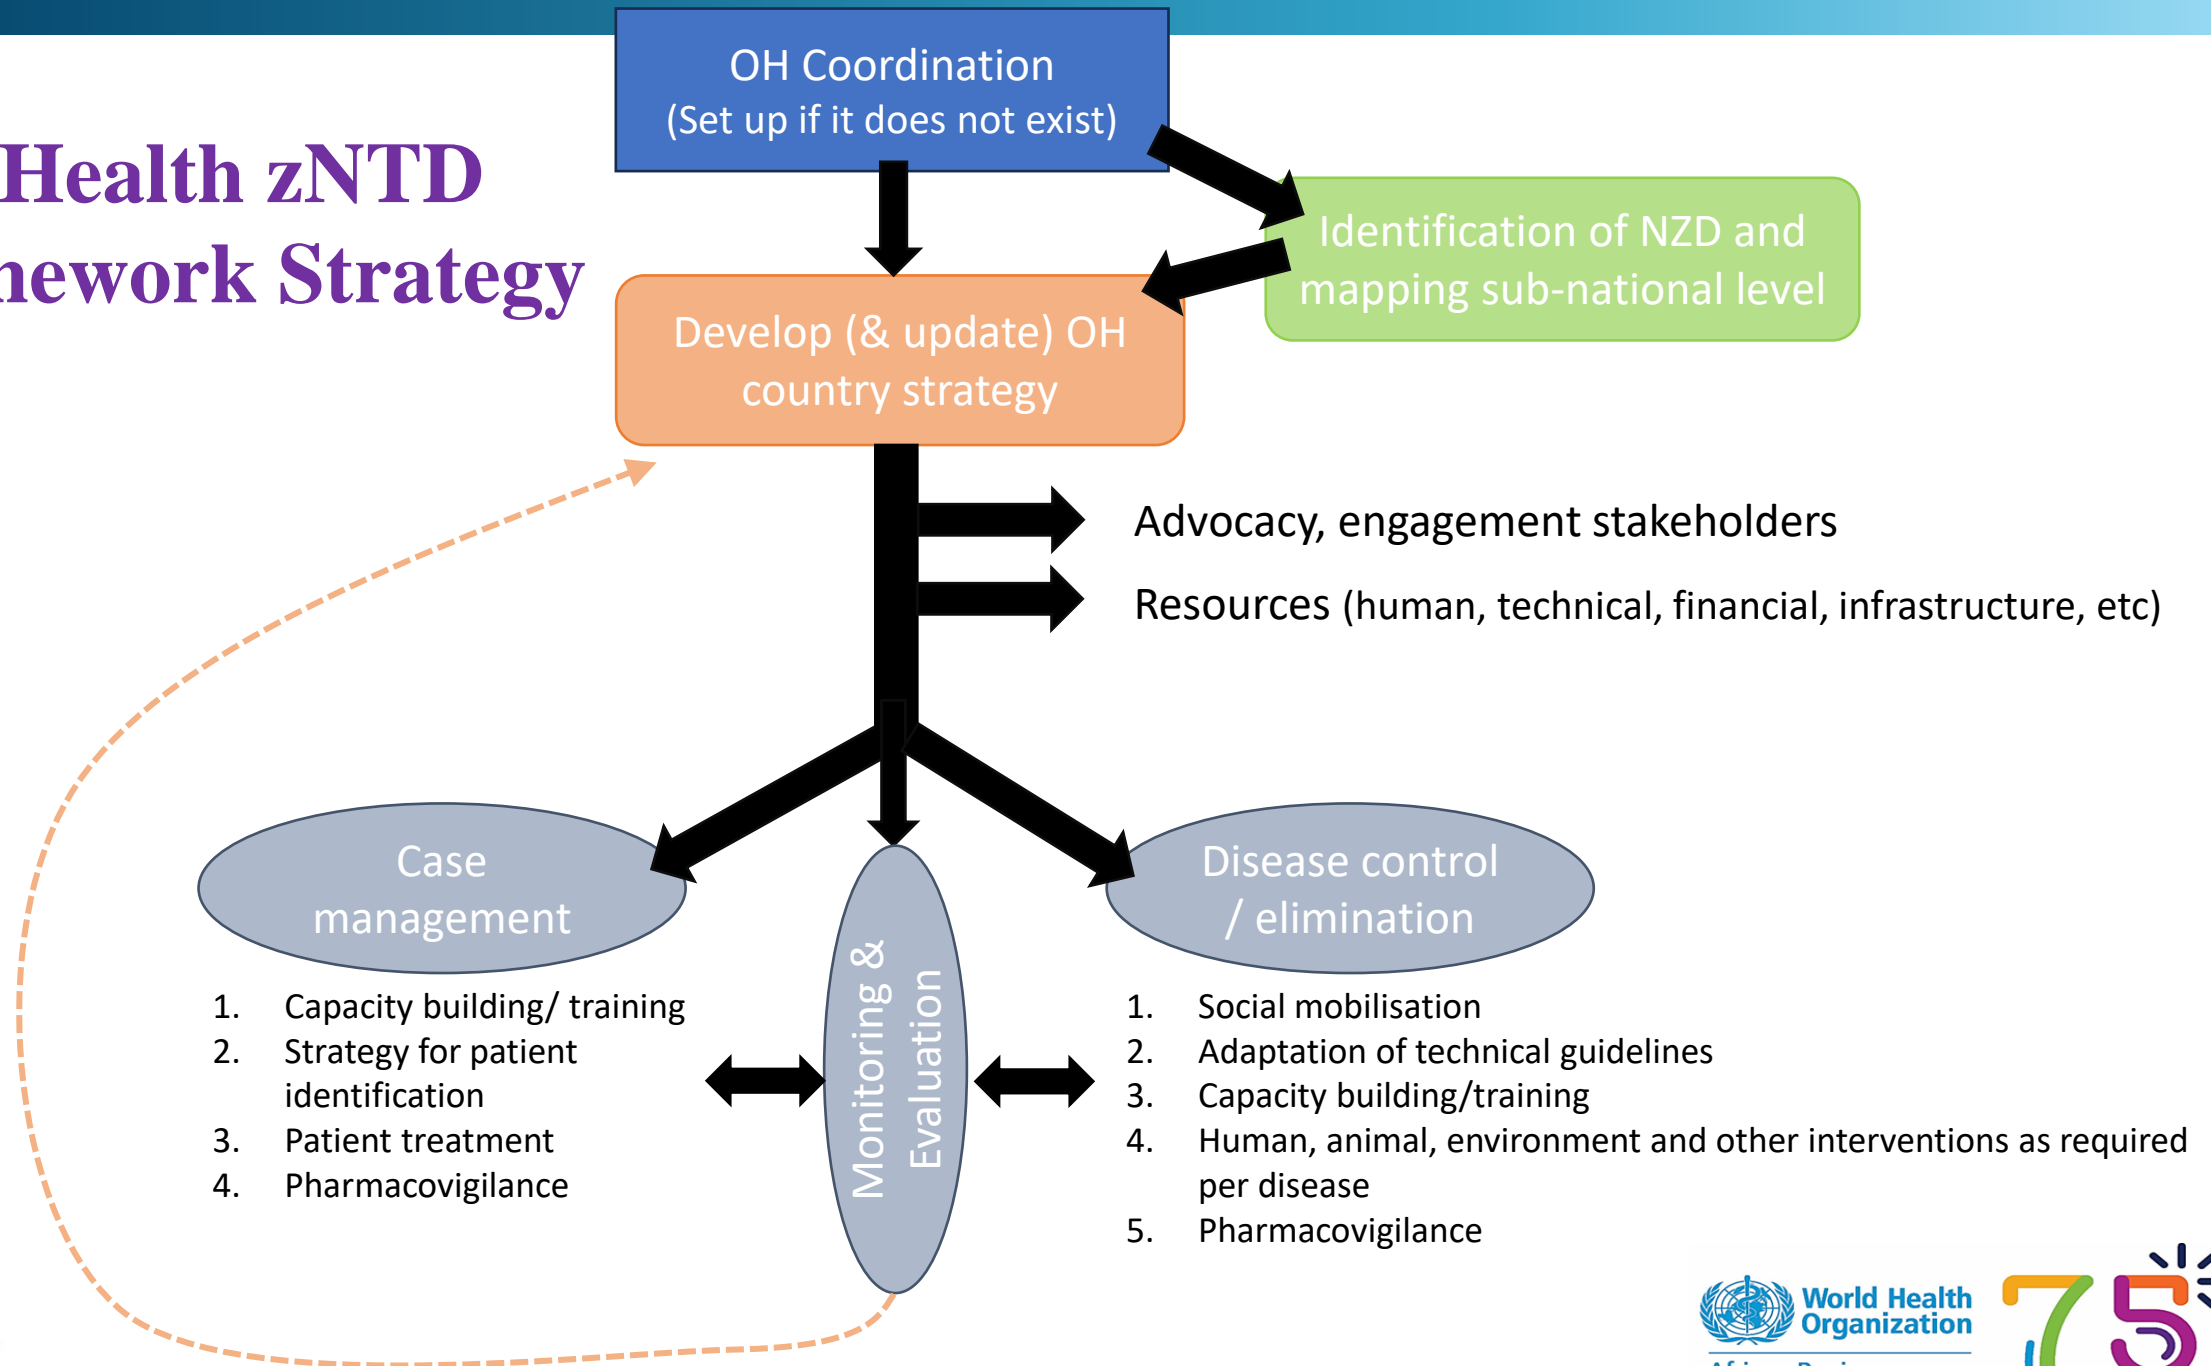 OH Coordination
(Set up if it does not exist)
Health zNTD
Strategy
Identification of NZD and
mapping sub-national level
Develop (& update) OH
country strategy
Advocacy, engagement stakeholders
Resources (human, technical, financial, infrastructure, etc)
Case
management
Monitoring &
Evaluation
Disease control
/ elimination
1. Capacity building/ training
2. Strategy for patient
identification
3. Patient treatment
4. Pharmacovigilance
1. Social mobilisation
2. Adaptation of technical guidelines
3. Capacity building/training
4. Human, animal, environment and other interventions as required
per disease
5. Pharmacovigilance
World Health
Organization
75